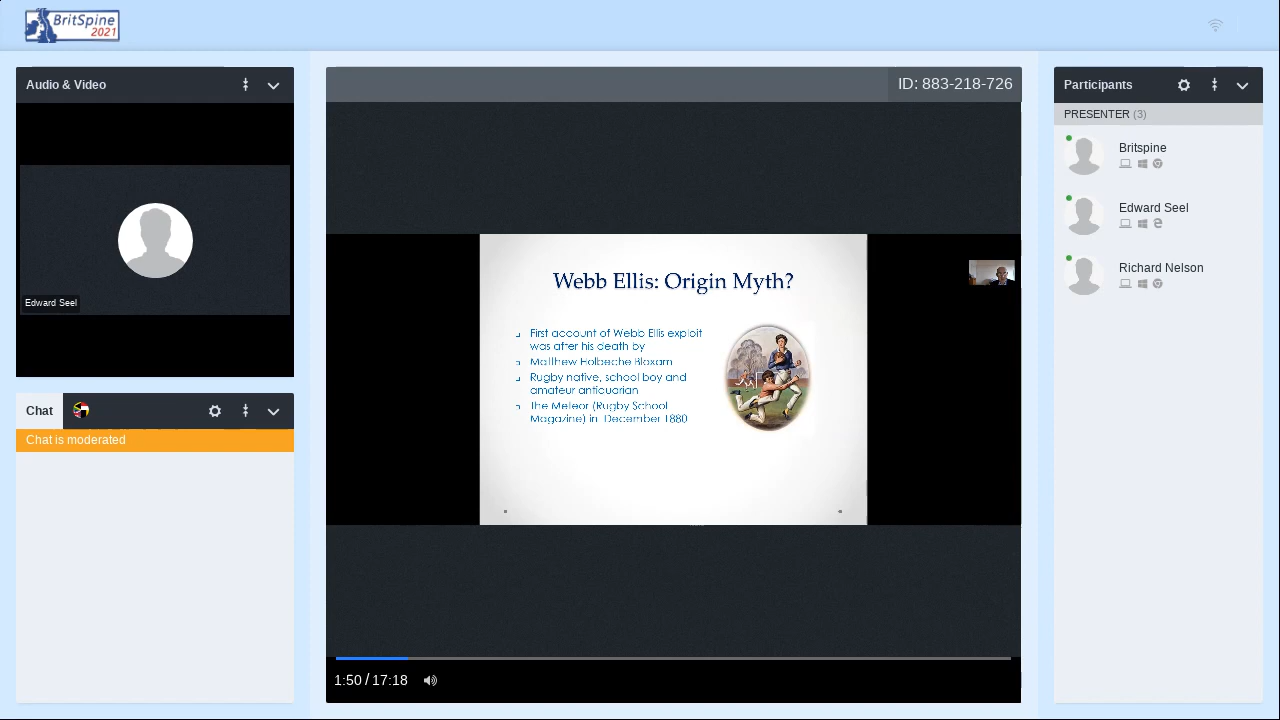 BritSpine
2021
Audio & Video
Edward Seel
Chat
Chat is moderated
ID: 883-218-726
Webb Ellis: Origin Myth?
First account of Webb Ellis exploit
was after his death by
Matthew Holbeche Bloxam
Rugby native, school boy and
amateur antiquarian
The Meteor (Rugby School
Magazine) in December 1880
1:50 / 17:18
Participants
PRESENTER (3)
Britspine
Edward Seel
Richard Nelson